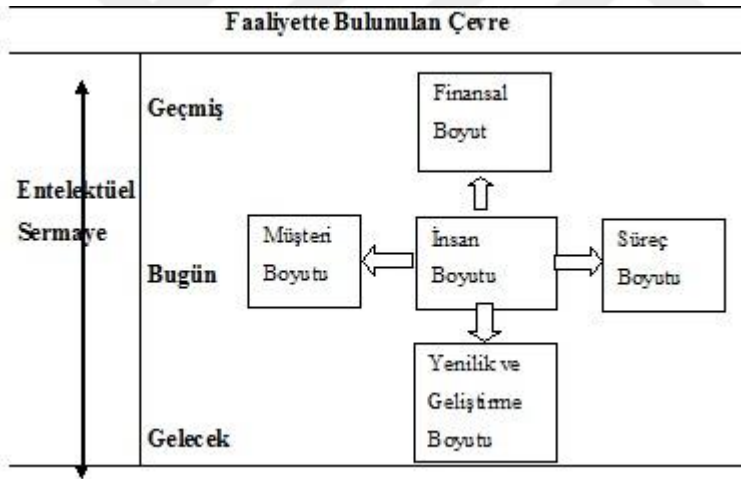 Faaliyette Bulunulan Çevre
Geçmiş
Finansal
Boyut
Entelektüel
Sermaye
Müşteri
Boyutu
İnsan
Boyutu
Süreç
Boyutu
Bugün
Yenilik ve
Geliştirme
Boyutu
Gelecek